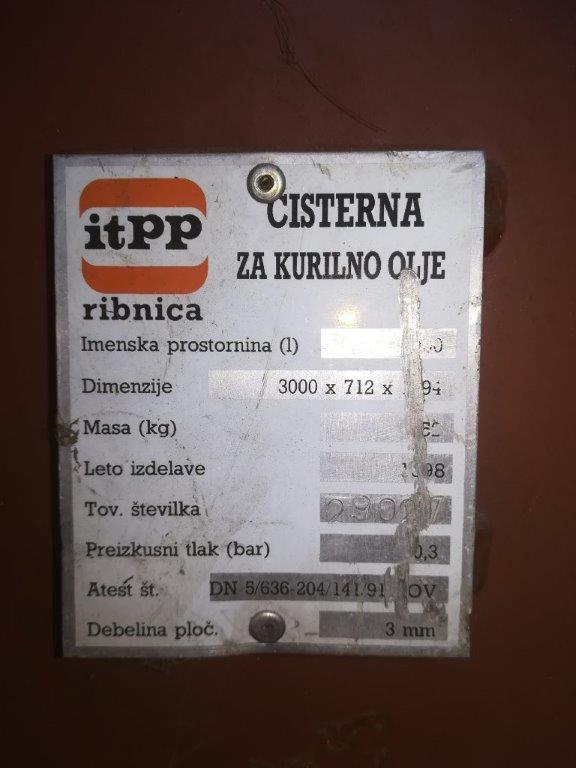 itPP
ribnica
CISTERNA
ZA KURILNO OLJE
Imenska prostornina (l)
Dimenzije 3000 x 712 x
Masa (kg)
Leto izdelave
Tov. številka
Preizkusni tlak (bar) 0,3
Atest št. DN 5/636-204/141/91
Debelina ploč. 3 mm